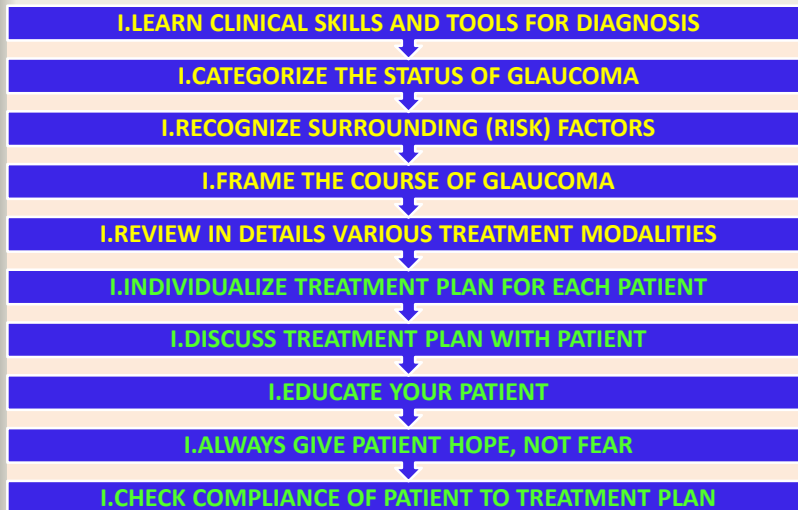 I.LEARN CLINICAL SKILLS AND TOOLS FOR DIAGNOSIS
I.CATEGORIZE THE STATUS OF GLAUCOMA
I.RECOGNIZE SURROUNDING (RISK) FACTORS
I.FRAME THE COURSE OF GLAUCOMA
I.REVIEW IN DETAILS VARIOUS TREATMENT MODALITIES
I.INDIVIDUALIZE TREATMENT PLAN FOR EACH PATIENT
I.DISCUSS TREATMENT PLAN WITH PATIENT
I.EDUCATE YOUR PATIENT
I.ALWAYS GIVE PATIENT HOPE, NOT FEAR
I.CHECK COMPLIANCE OF PATIENT TO TREATMENT PLAN